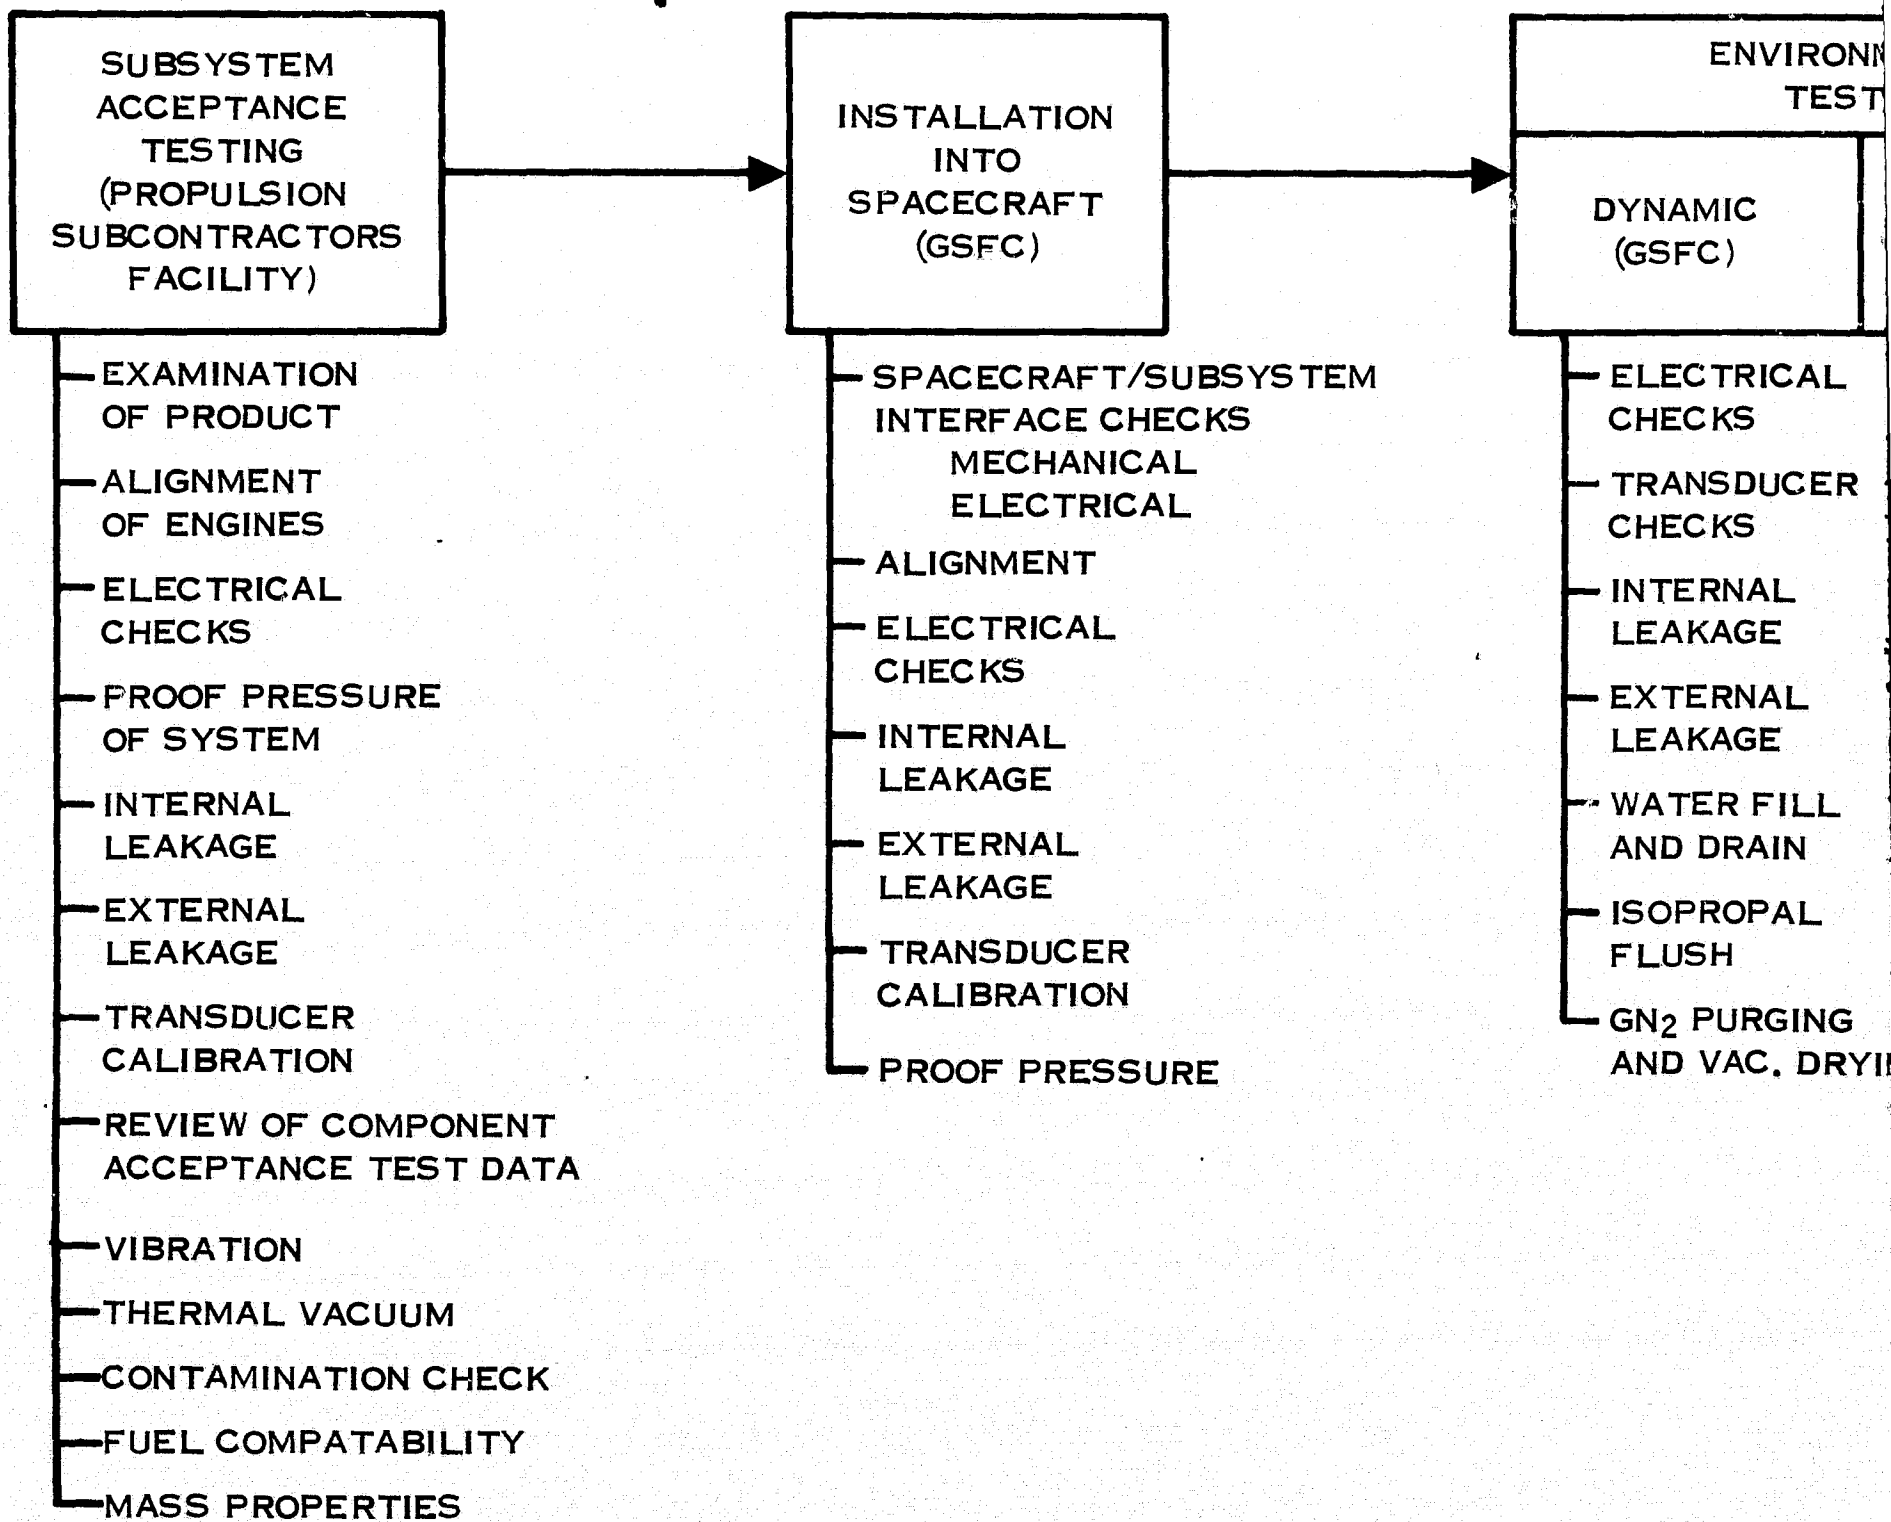 SUBSYSTEM
ACCEPTANCE
TESTING
(PROPULSION
SUBCONTRACTORS
FACILITY)
EXAMINATION
OF PRODUCT
ALIGNMENT
OF ENGINES
ELECTRICAL
CHECKS
PROOF PRESSURE
OF SYSTEM
INTERNAL
LEAKAGE
EXTERNAL
LEAKAGE
TRANSDUCER
CALIBRATION
REVIEW OF COMPONENT
ACCEPTANCE TEST DATA
VIBRATION
THERMAL VACUUM
CONTAMINATION CHECK
FUEL COMPATABILITY
MASS PROPERTIES
INSTALLATION
INTO
SPACECRAFT
(GSFC)
SPACECRAFT/SUBSYSTEM
INTERFACE CHECKS
MECHANICAL
ELECTRICAL
ALIGNMENT
ELECTRICAL
CHECKS
INTERNAL
LEAKAGE
EXTERNAL
LEAKAGE
TRANSDUCER
CALIBRATION
PROOF PRESSURE
TEST
DYNAMIC
(GSFC)
ELECTRICAL
CHECKS
TRANSDUCER
CHECKS
INTERNAL
LEAKAGE
EXTERNAL
LEAKAGE
WATER FILL
AND DRAIN
ISOPROPAL
FLUSH
GN2 PURGING
AND VAC.